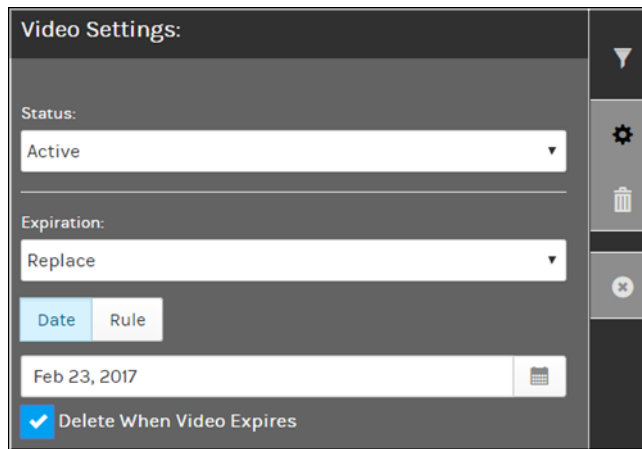 Video Settings:
Status:
Active
Expiration:
Replace
Date Rule
Feb 23, 2017
Delete When Video Expires